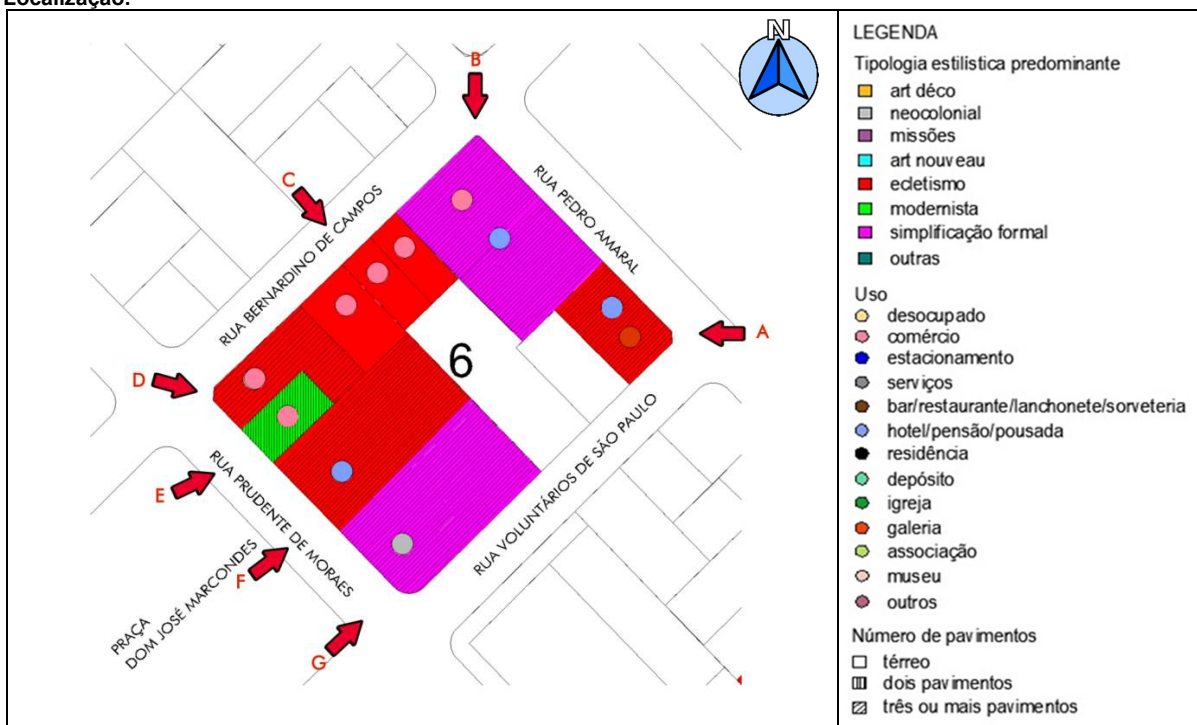 Localização:
N
B
C
RUA PEDRO AMARAL
RUA BERNARDINO DE CAMPOS
A
6
D
RUA VOLUNTÁRIOS DE SÃO PAULO
E
RUA PRUDENTE DE MORAES
F
PRAÇA
DOM JOSÉ MARCONDES
G
LEGENDA
Tipologia estilística predominante
art déco
neocolonial
missões
art nouveau
ecletismo
modernista
simplificação formal
outras
Uso
desocupado
comércio
estacionamento
serviços
bar/restaurante/lanchonete/sorveteria
hotel/pensão/pousada
residência
depósito
igreja
galeria
associação
museu
outros
Número de pavimentos
térreo
dois pavimentos
três ou mais pavimentos